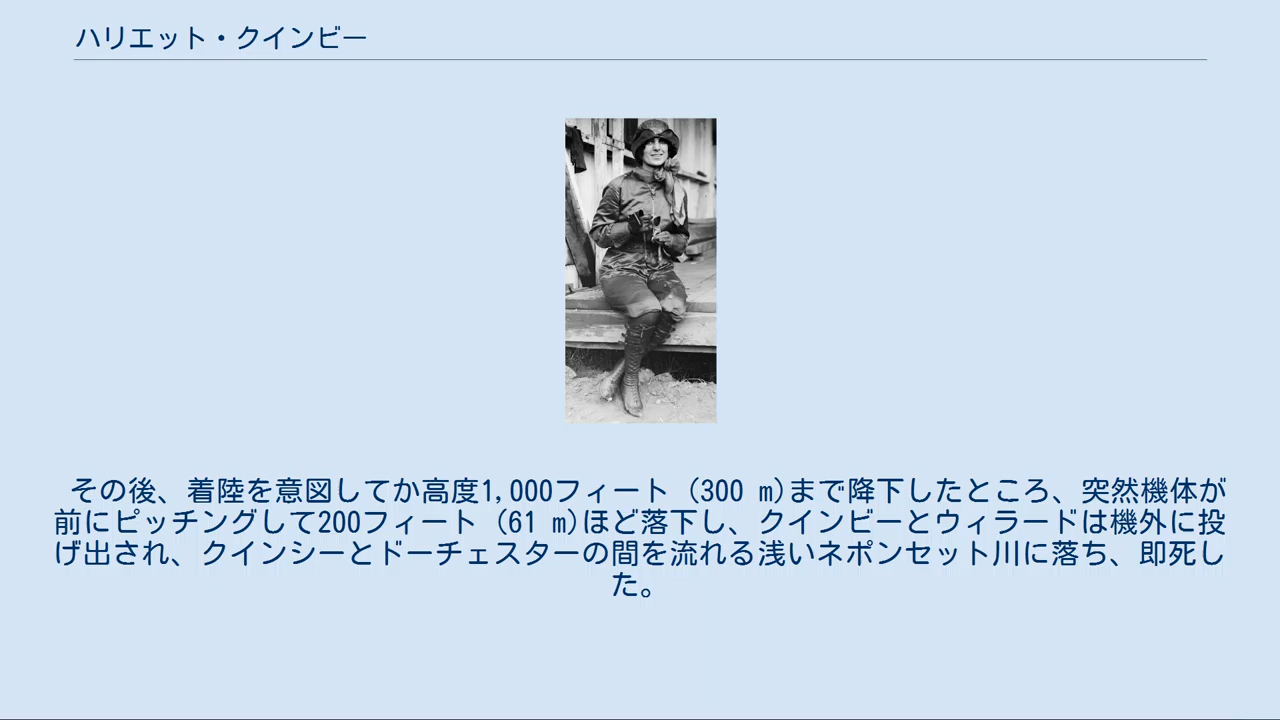 ハリエット・クインビー
その後、着陸を意図してか高度1,000フィート (300 m)まで降下したところ、突然機体が
前にピッチングして200フィート (61 m)ほど落下し、クインビーとウィラードは機外に投
げ出され、クインシーとドーチェスターの間を流れる浅いネポンセット川に落ち、即死し
た。